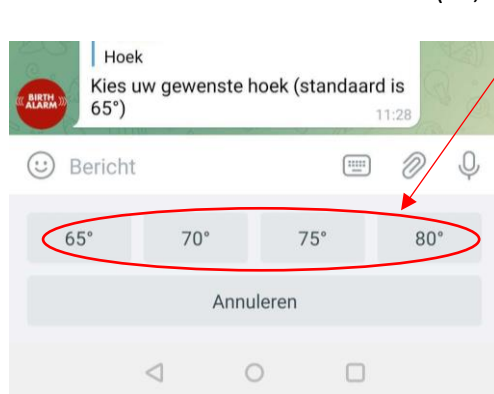 Hoek
Kies uw gewenste hoek (standaard is
65°)
11:28
BIRTH
ALARM
Bericht
65° 70° 75° 80°
Annuleren